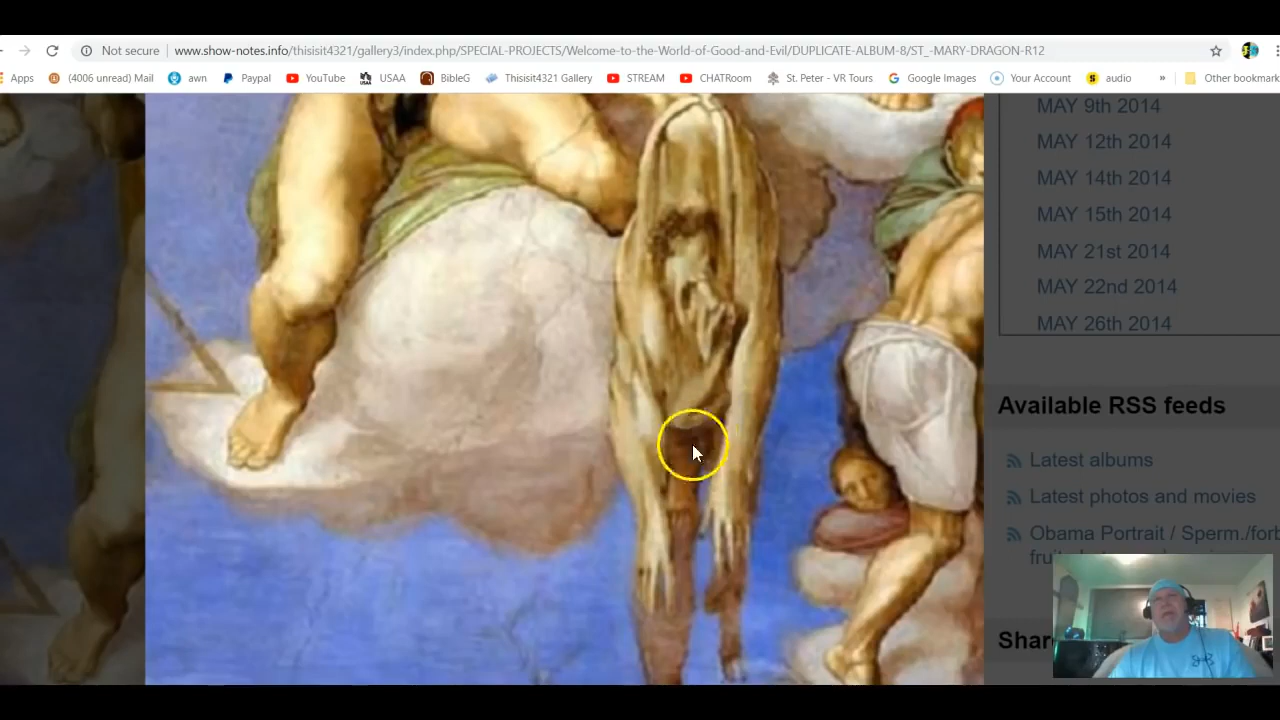 Not secure www.show-notes.info/thisisit4321/gallery3/index.php/SPECIAL-PROJECTS/Welcome-to-the-World-of-Good-and-Evil/DUPLICATE-ALBUM-8/ST_-MARY-DRAGON-R12
Apps (4006 unread) Mail awn Paypal YouTube USAA BibleG Thisisit4321 Gallery STREAM CHATRoom St. Peter - VR Tours Google Images Your Account audio » Other bookmark
MAY 9th 2014
MAY 12th 2014
MAY 14th 2014
MAY 15th 2014
MAY 21st 2014
MAY 22nd 2014
MAY 26th 2014
Available RSS feeds
Latest albums
Latest photos and movies
Obama Portrait / Sperm./forb
Shar